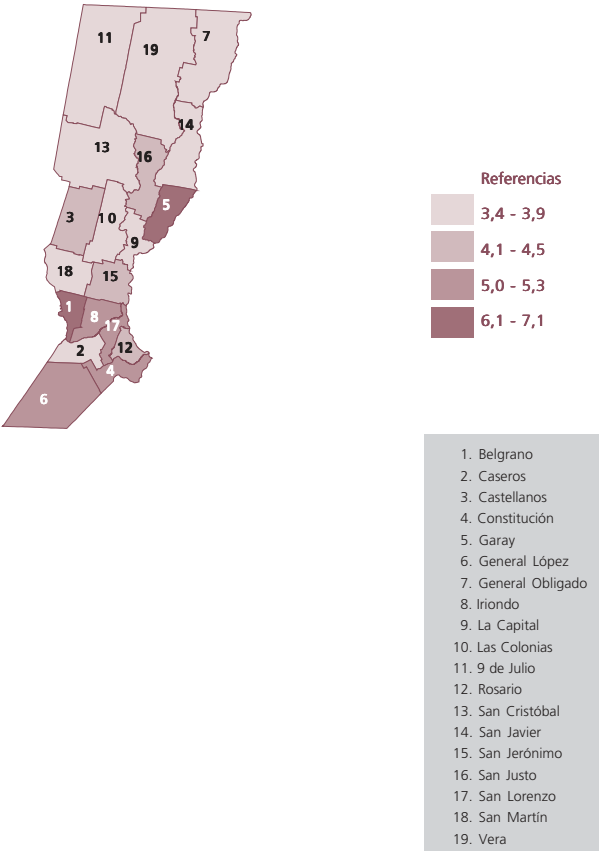 11
19
7
14
13
16
5
3
10
9
18
15
1
8
17
2
12
4
6
Referencias
3,4 - 3,9
4,1 - 4,5
5,0 - 5,3
6,1 - 7,1
1. Belgrano
2. Caseros
3. Castellanos
4. Constitución
5. Garay
6. General López
7. General Obligado
8. Iriondo
9. La Capital
10. Las Colonias
11. 9 de Julio
12. Rosario
13. San Cristóbal
14. San Javier
15. San Jerónimo
16. San Justo
17. San Lorenzo
18. San Martín
19. Vera